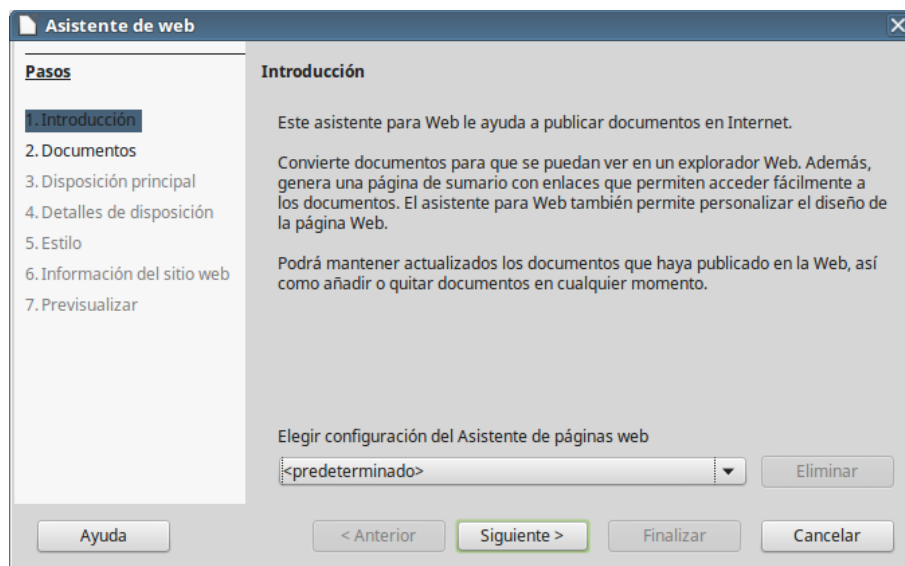 Asistente de web
Pasos
1. Introducción
2. Documentos
3. Disposición principal
4. Detalles de disposición
5. Estilo
6. Información del sitio web
7. Previsualizar
Introducción
Este asistente para Web le ayuda a publicar documentos en Internet.
Convierte documentos para que se puedan ver en un explorador Web. Además,
genera una página de sumario con enlaces que permiten acceder fácilmente a
los documentos. El asistente para Web también permite personalizar el diseño de
la página Web.
Podrá mantener actualizados los documentos que haya publicado en la Web, así
como añadir o quitar documentos en cualquier momento.
Elegir configuración del Asistente de páginas web
<predeterminado>
Eliminar
Ayuda
< Anterior
Siguiente >
Finalizar
Cancelar